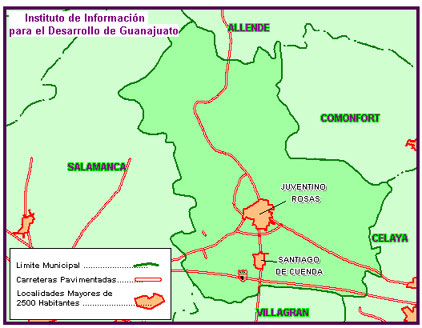 Instituto de Información
para el Desarrollo de Guanajuato
ALLENDE
COMONFORT
SALAMANCA
JUVENTINO
ROSAS
CELAYA
SANTIAGO
DE CUENDA
Limite Municipal ....................
Carreteras Pavimentadas............
Localidades Mayores de
2500 Habitantes ................
VILLAGRAN